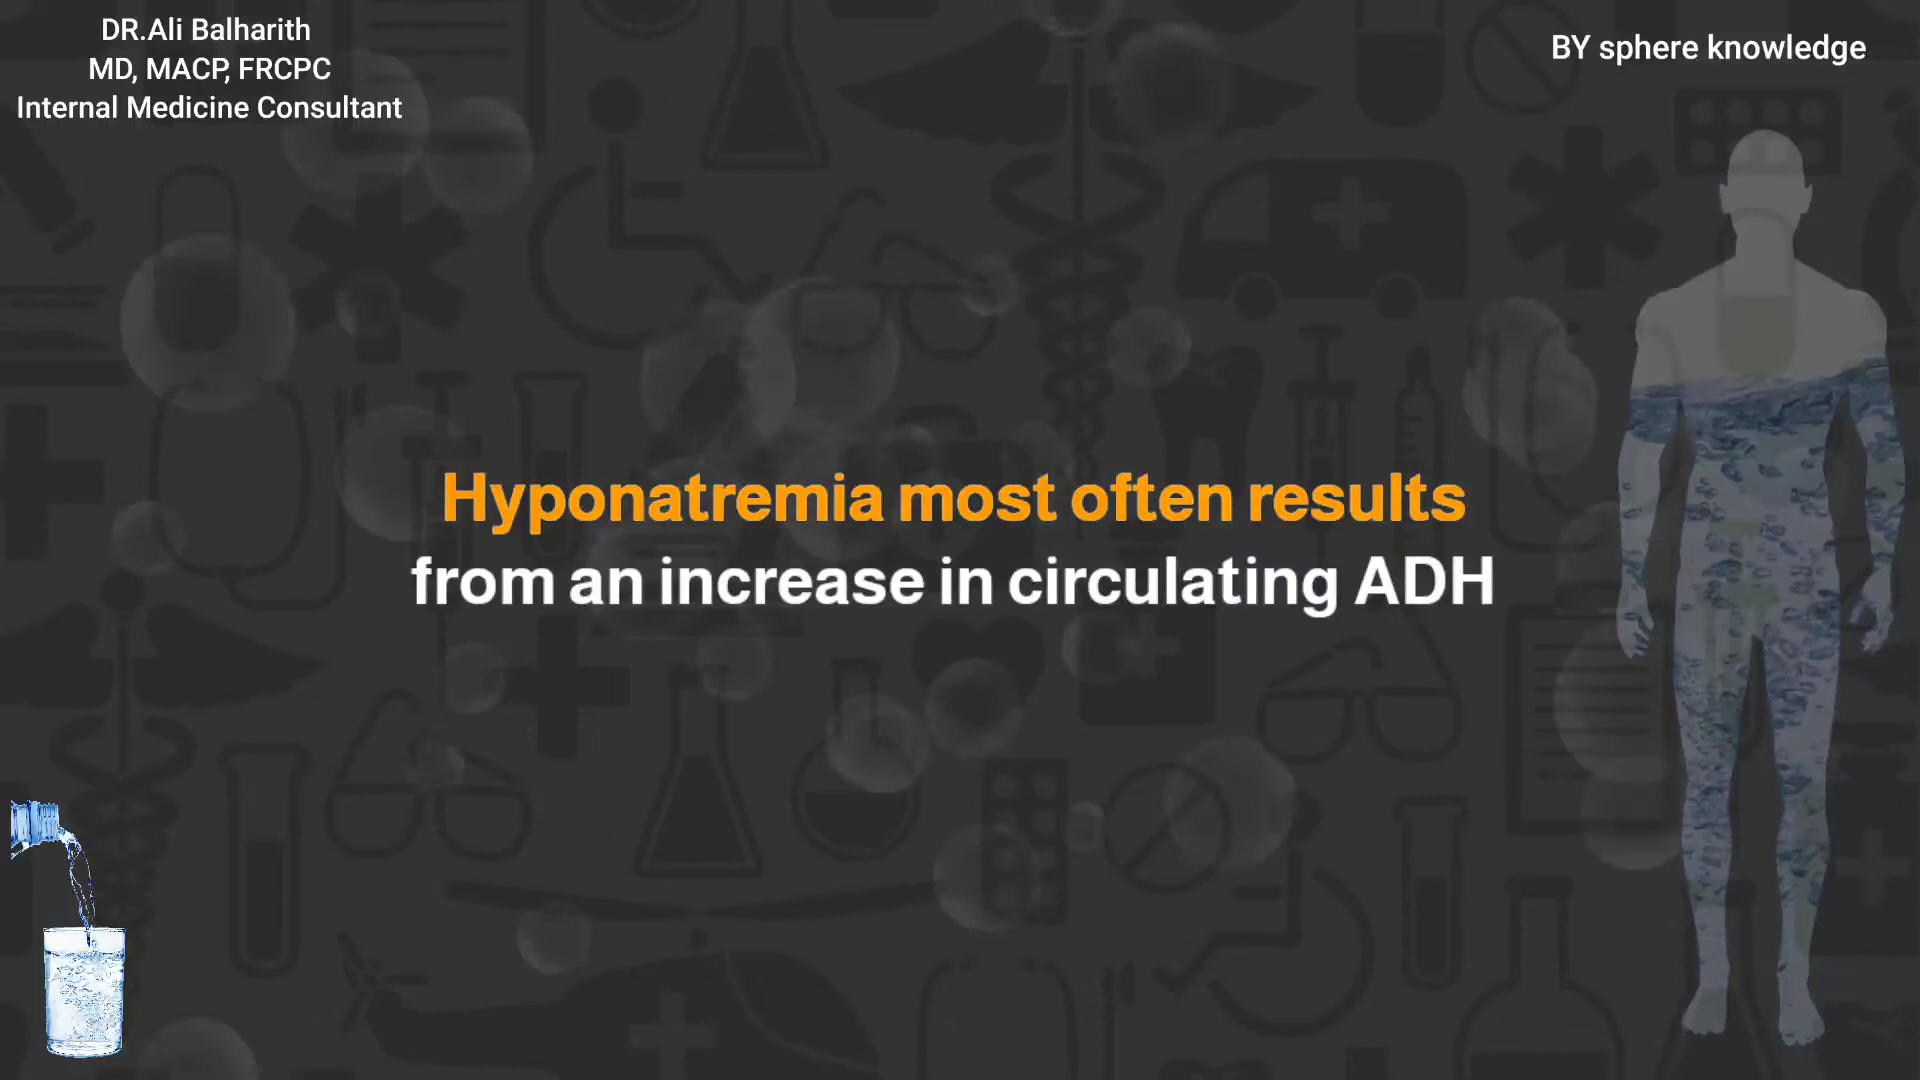 DR.Ali Balharith
MD, MACP, FRCPC
Internal Medicine Consultant
BY sphere knowledge
Hyponatremia most often results
from an increase in circulating ADH